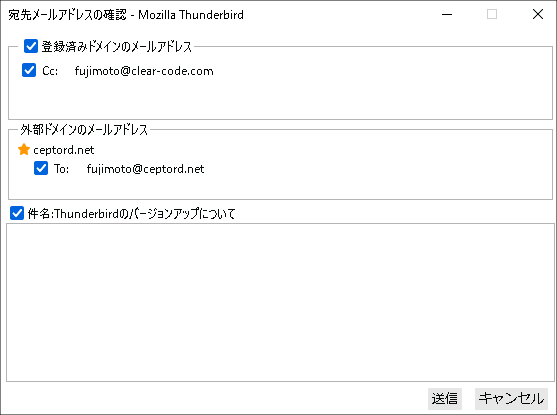 宛先メールアドレスの確認 - Mozilla Thunderbird
登録済みドメインのメールアドレス
Cc: fujimoto@clear-code.com
外部ドメインのメールアドレス
ceptord.net
To: fujimoto@ceptord.net
件名:Thunderbirdのバージョンアップについて
送信 キャンセル